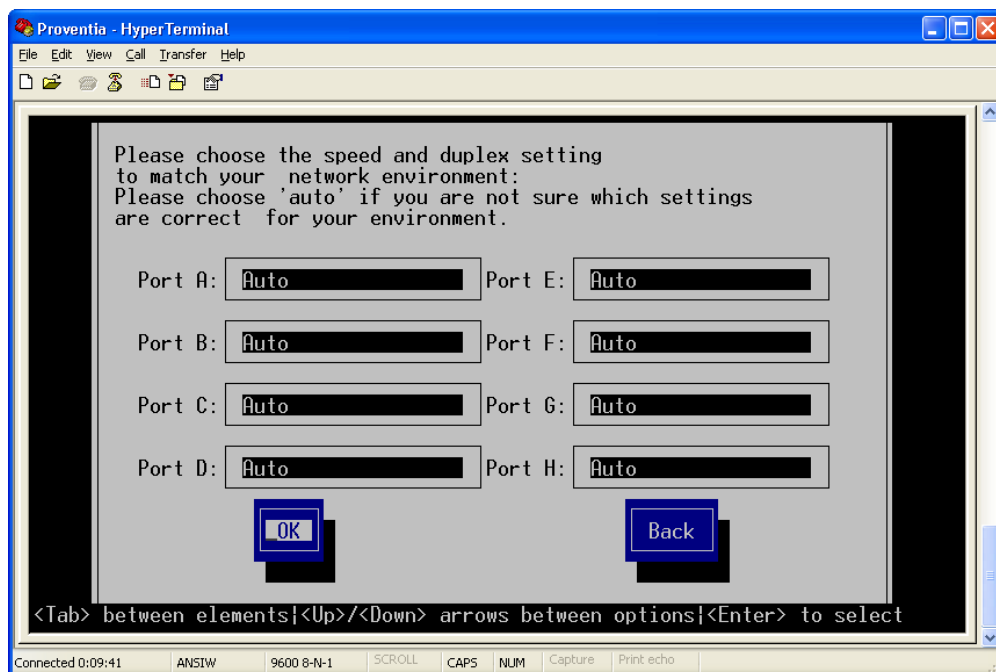 Proventia - HyperTerminal
File Edit View Call Transfer Help
Please choose the speed and duplex setting
to match your  network environment:
Please choose 'auto' if you are not sure which settings
are correct  for your environment.
Port A: Auto Port E: Auto
Port B: Auto Port F: Auto
Port C: Auto Port G: Auto
Port D: Auto Port H: Auto
OK Back
<Tab> between elements|<Up>/<Down> arrows between options|<Enter> to select
Connected 0:09:41 ANSIW 9600 8-N-1 SCROLL CAPS NUM Capture Print echo